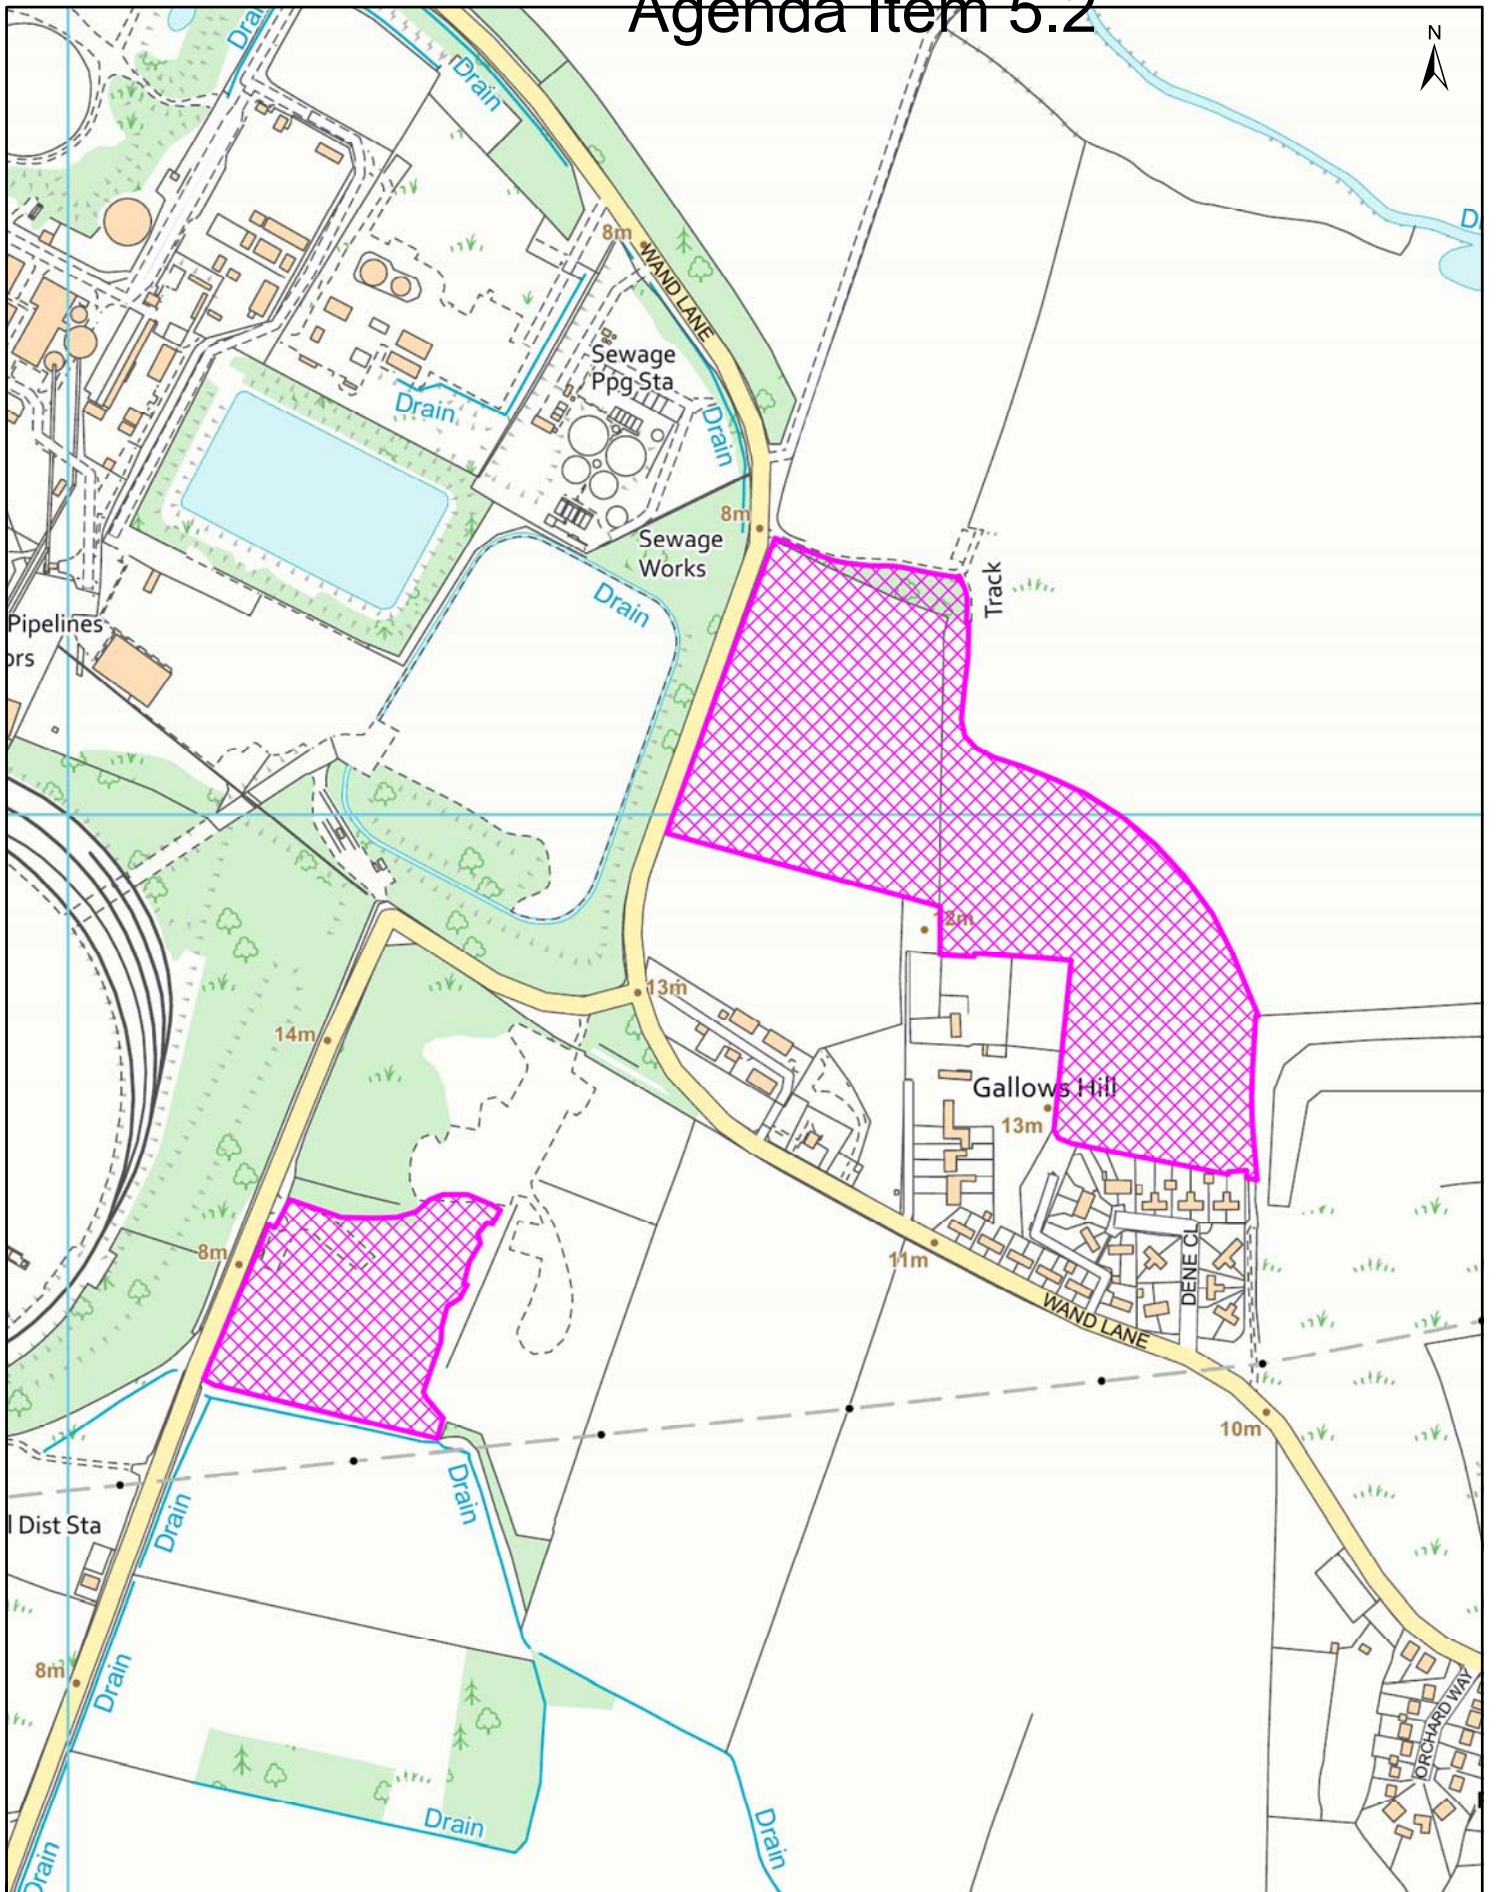 Agenda Item 5.2
N
Drain
Drain
8m
WAND LANE
Sewage
Ppg Sta
Drain
Drain
8m
Sewage
Works
Drain
Track
Pipelines
12m
13m
14m
Gallows Hill
13m
8m
11m
DENE CL
WAND LANE
10m
Drain
Drain
l Dist Sta
8m
Drain
ORCHARD WAY
Drain
Drain
Drain